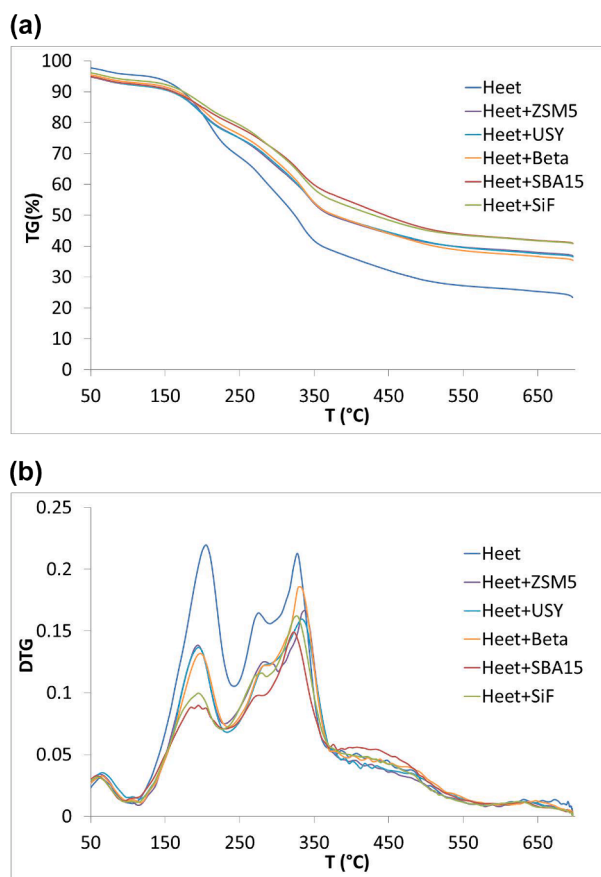 (a)
100
90
80
70
60
50
40
30
20
10
0
TG(%)
50 150 250 350 450 550 650
T (°C)
Heet
Heet+ZSM5
Heet+USY
Heet+Beta
Heet+SBA15
Heet+SiF
(b)
0.25
0.2
0.15
0.1
0.05
0
DTG
50 150 250 350 450 550 650
T (°C)
Heet
Heet+ZSM5
Heet+USY
Heet+Beta
Heet+SBA15
Heet+SiF